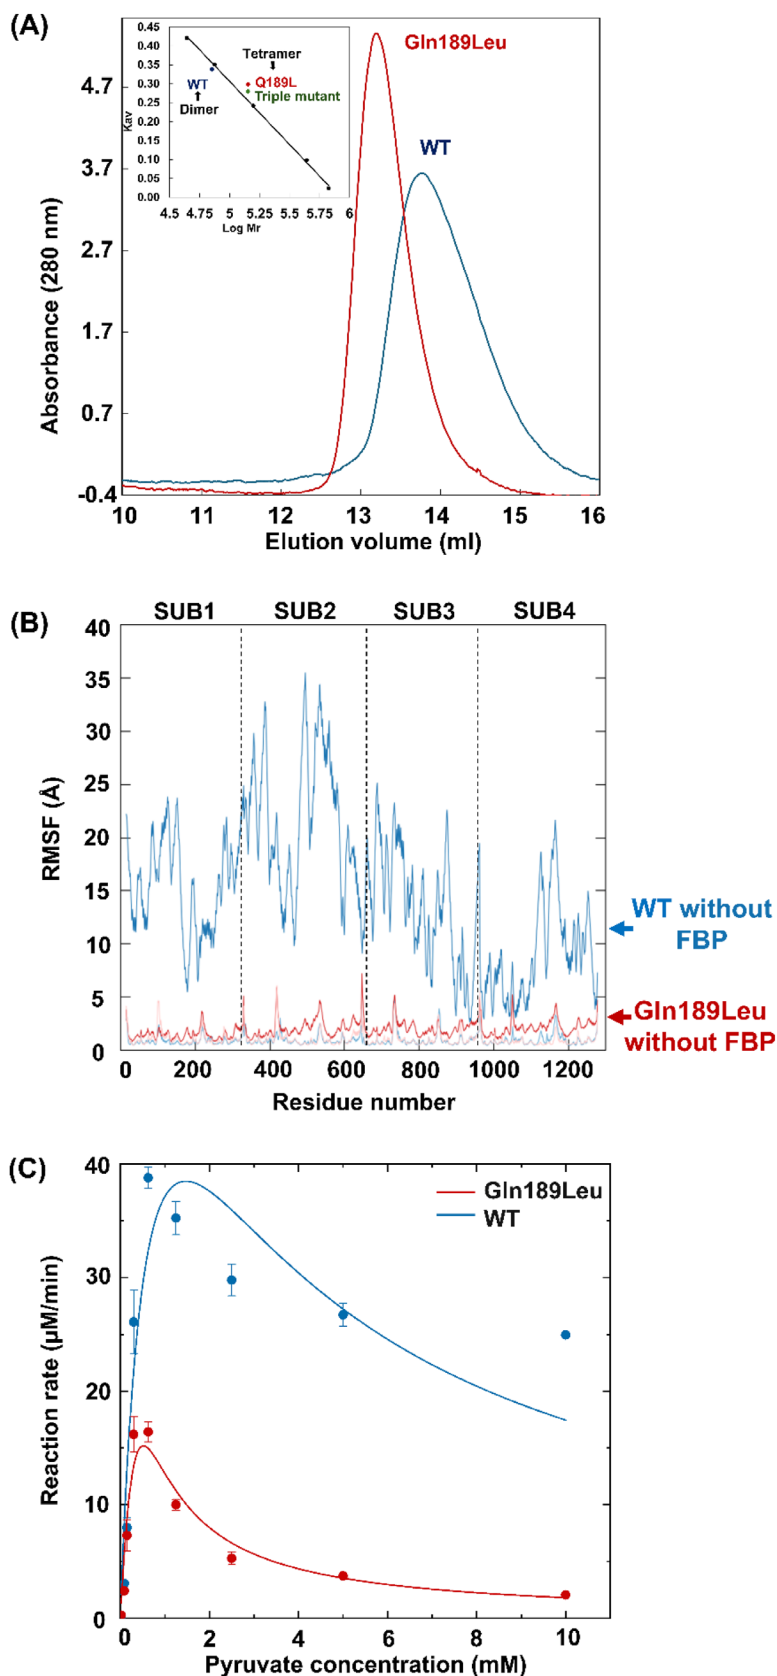 (A)
Gln189Leu
WT
0.45
0.40
0.35
0.30
0.25
0.20
0.15
0.10
0.05
0.00
Kav
Tetramer
WT
Q189L
Triple mutant
Dimer
4.5 4.75 5 5.25 5.5 5.75 6
Log Mr
4.7
3.7
2.7
1.7
0.7
-0.4
Absorbance (280 nm)
10 11 12 13 14 15 16
Elution volume (ml)
(B)
SUB1 SUB2 SUB3 SUB4
40
35
30
25
20
15
10
5
0
RMSF (Å)
WT without
FBP
Gln189Leu
without FBP
0 200 400 600 800 1000 1200
Residue number
(C)
40
30
20
10
0
Reaction rate (µM/min)
Gln189Leu
WT
0 2 4 6 8 10
Pyruvate concentration (mM)